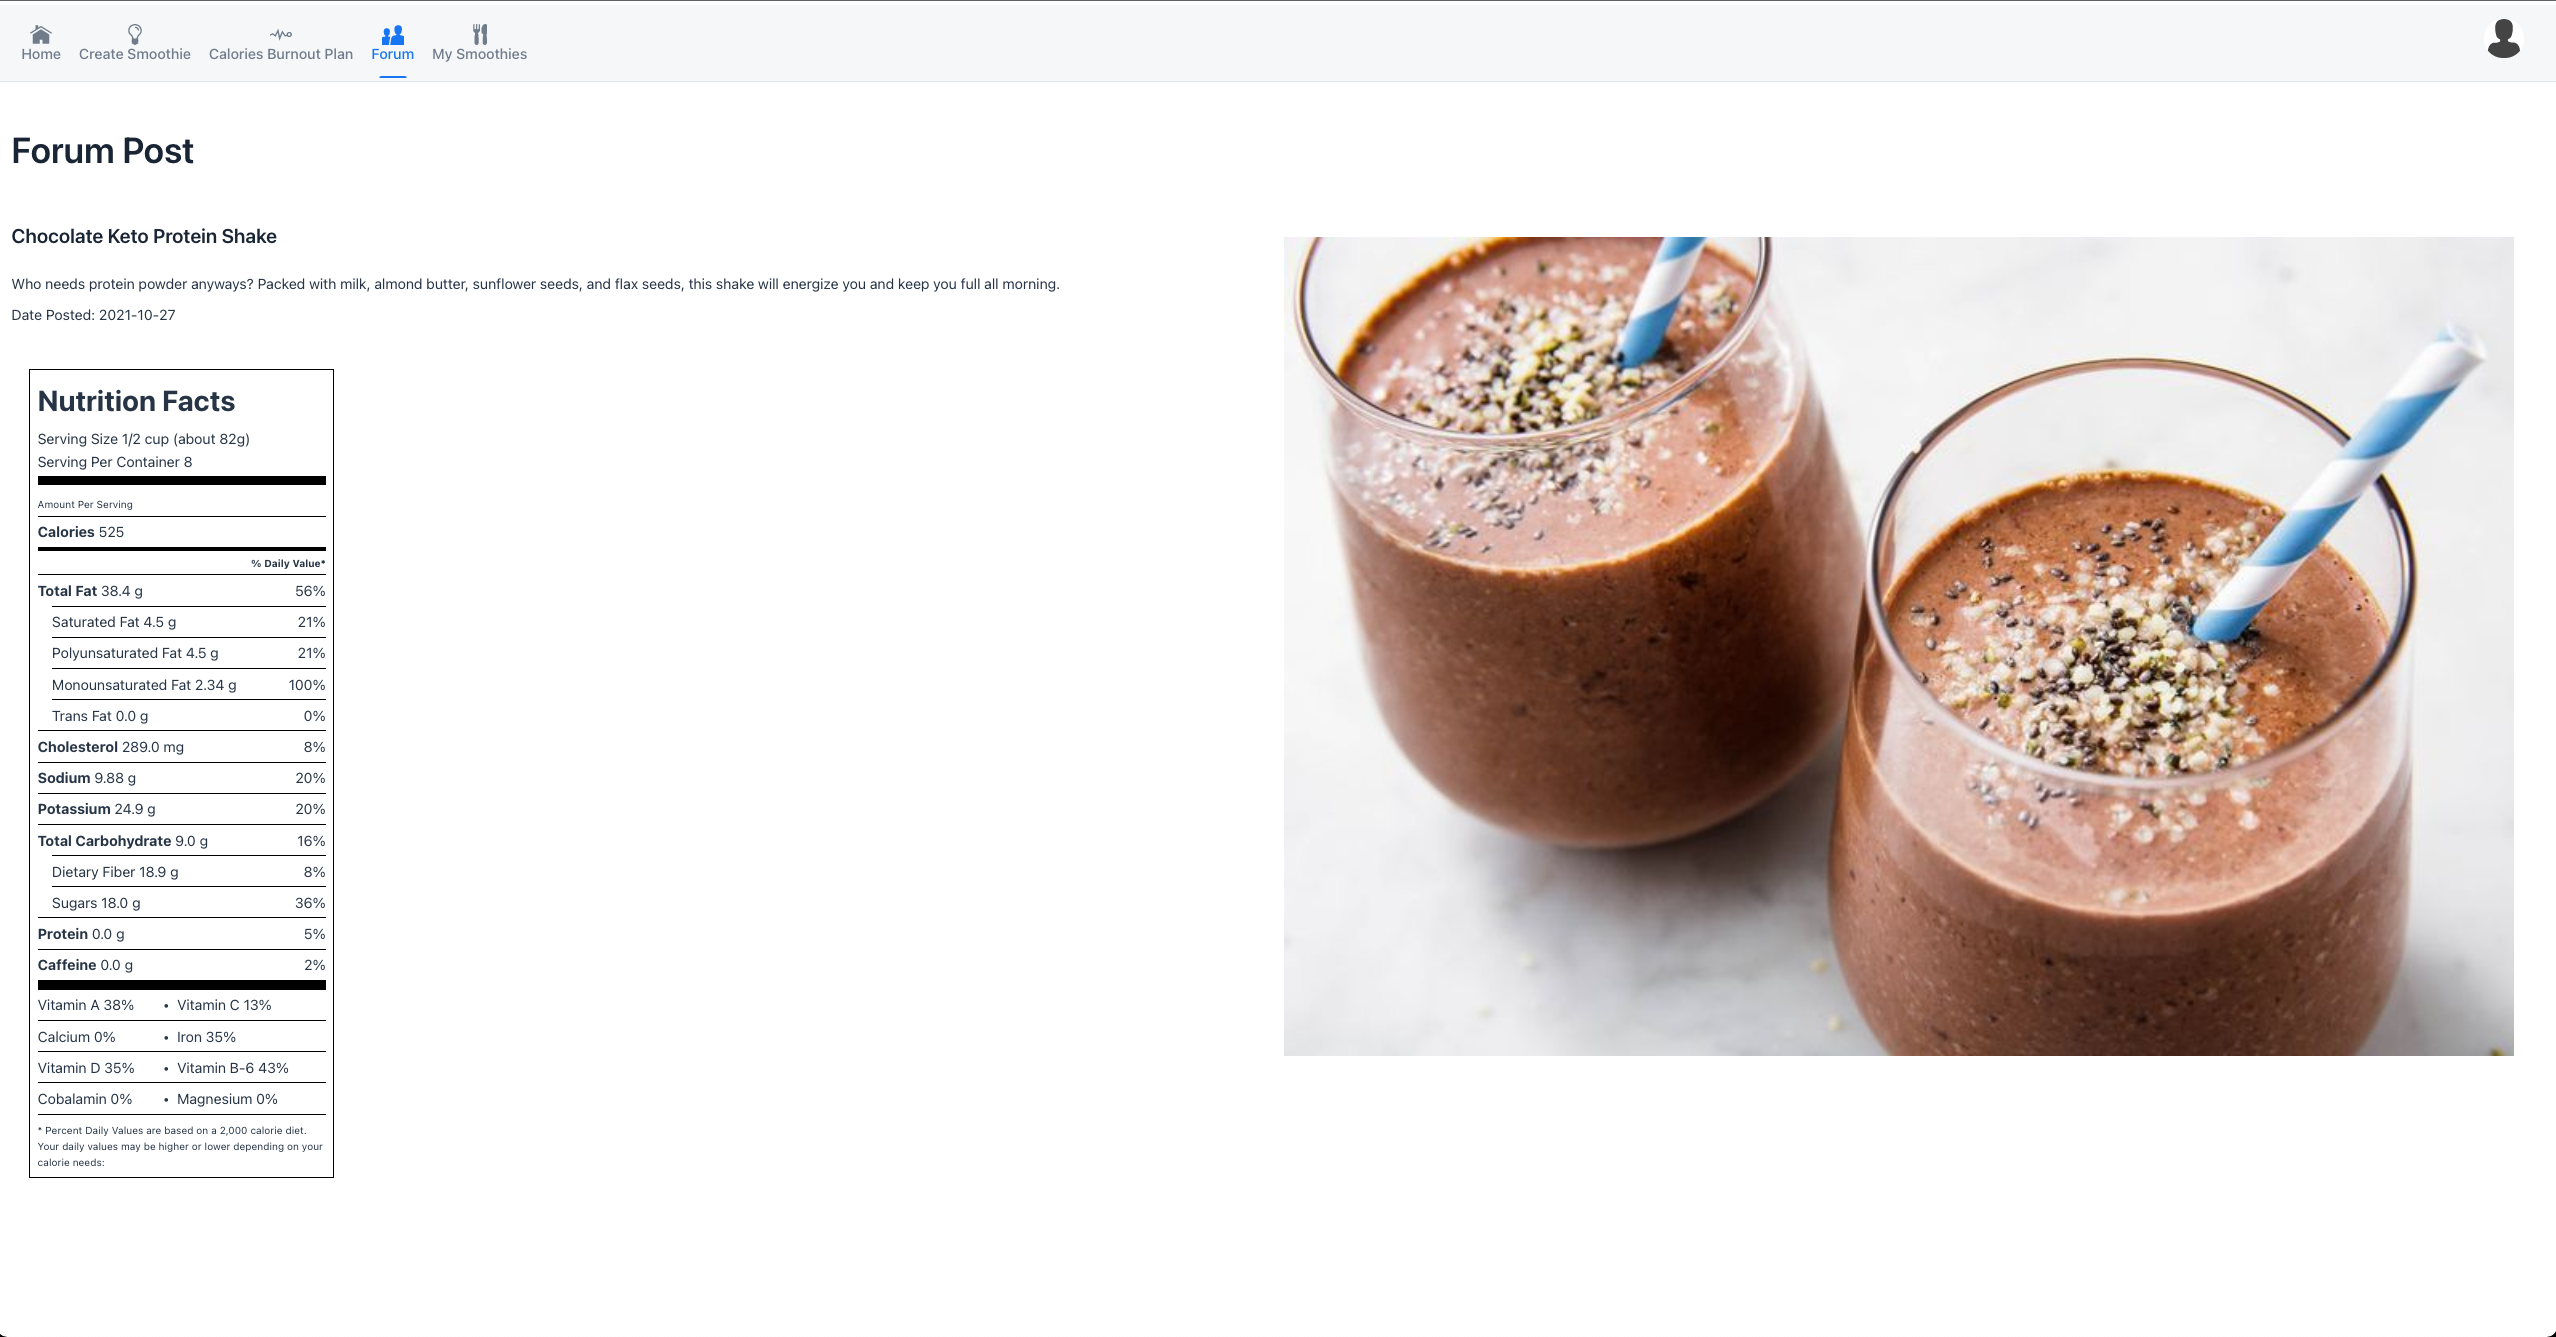 Home Create Smoothie Calories Burnout Plan Forum My Smoothies
Forum Post
Chocolate Keto Protein Shake
Who needs protein powder anyways? Packed with milk, almond butter, sunflower seeds, and flax seeds, this shake will energize you and keep you full all morning.
Date Posted: 2021-10-27
Nutrition Facts
Serving Size 1/2 cup (about 82g)
Serving Per Container 8
Amount Per Serving
Calories 525
% Daily Value*
Total Fat 38.4 g 56%
Saturated Fat 4.5 g 21%
Polyunsaturated Fat 4.5 g 21%
Monounsaturated Fat 2.34 g 100%
Trans Fat 0.0 g 0%
Cholesterol 289.0 mg 8%
Sodium 9.88 g 20%
Potassium 24.9 g 20%
Total Carbohydrate 9.0 g 16%
Dietary Fiber 18.9 g 8%
Sugars 18.0 g 36%
Protein 0.0 g 5%
Caffeine 0.0 g 2%
Vitamin A 38% • Vitamin C 13%
Calcium 0% • Iron 35%
Vitamin D 35% • Vitamin B-6 43%
Cobalamin 0% • Magnesium 0%
* Percent Daily Values are based on a 2,000 calorie diet.
Your daily values may be higher or lower depending on your
calorie needs: